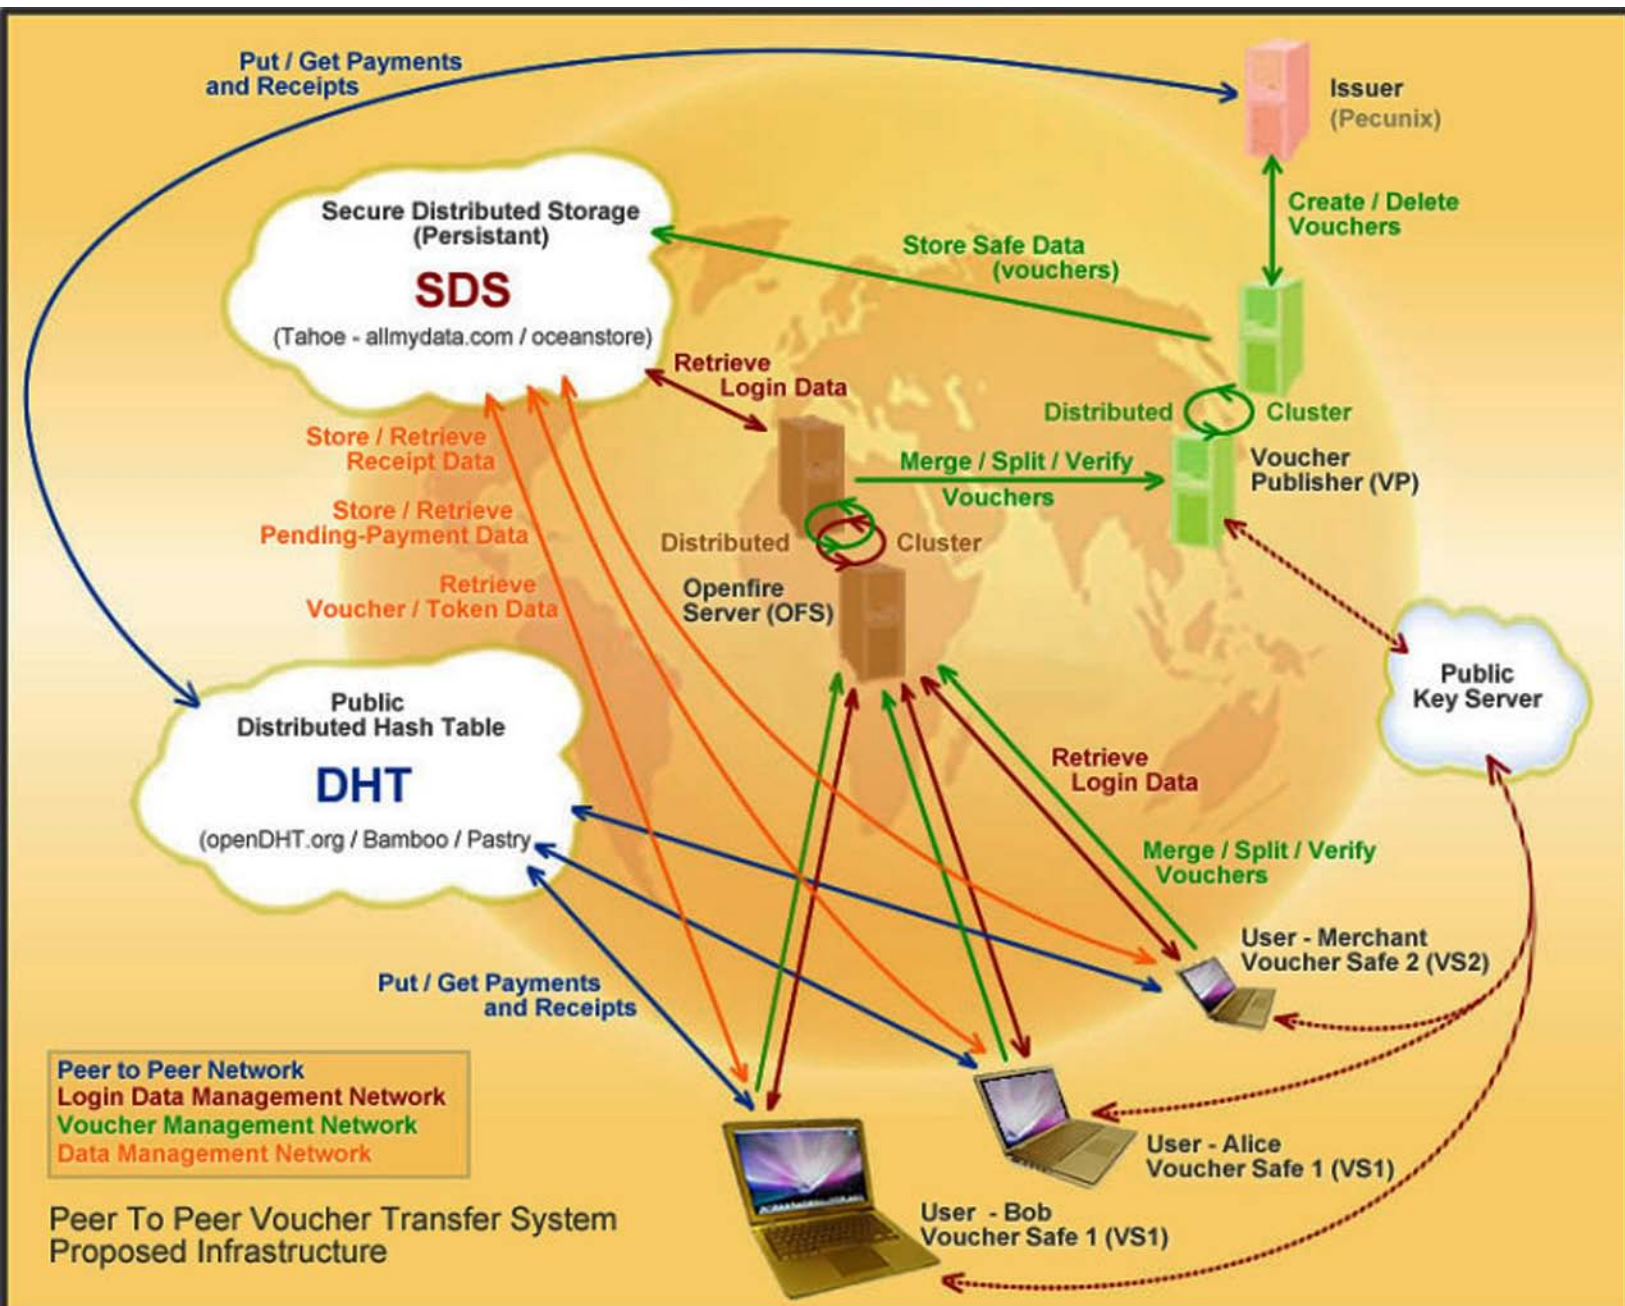 Put / Get Payments
and Receipts
Issuer
(Pecunix)
Create / Delete
Vouchers
Secure Distributed Storage
(Persistant)
SDS
(Tahoe - allmydata.com / oceanstore)
Store Safe Data
(vouchers)
Retrieve
Login Data
Distributed
Cluster
Voucher
Publisher (VP)
Merge / Split / Verify
Vouchers
Store / Retrieve
Receipt Data
Store / Retrieve
Pending-Payment Data
Retrieve
Voucher / Token Data
Distributed
Cluster
Openfire
Server (OFS)
Public
Key Server
Public
Distributed Hash Table
DHT
(openDHT.org / Bamboo / Pastry
Retrieve
Login Data
Merge / Split / Verify
Vouchers
User - Merchant
Voucher Safe 2 (VS2)
Put / Get Payments
and Receipts
Peer to Peer Network
Login Data Management Network
Voucher Management Network
Data Management Network
User - Alice
Voucher Safe 1 (VS1)
User - Bob
Voucher Safe 1 (VS1)
Peer To Peer Voucher Transfer System
Proposed Infrastructure